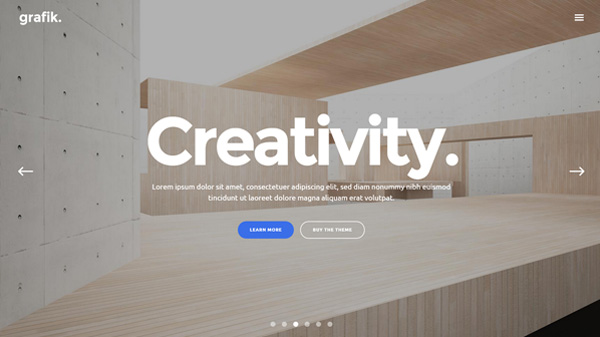 grafik.
Creativity.
Lorem ipsum dolor sit amet, consectetuer adipiscing elit, sed diam nonummy nibh euismod
tincidunt ut laoreet dolore magna aliquam erat volutpat.
LEARN MORE
BUY THE THEME